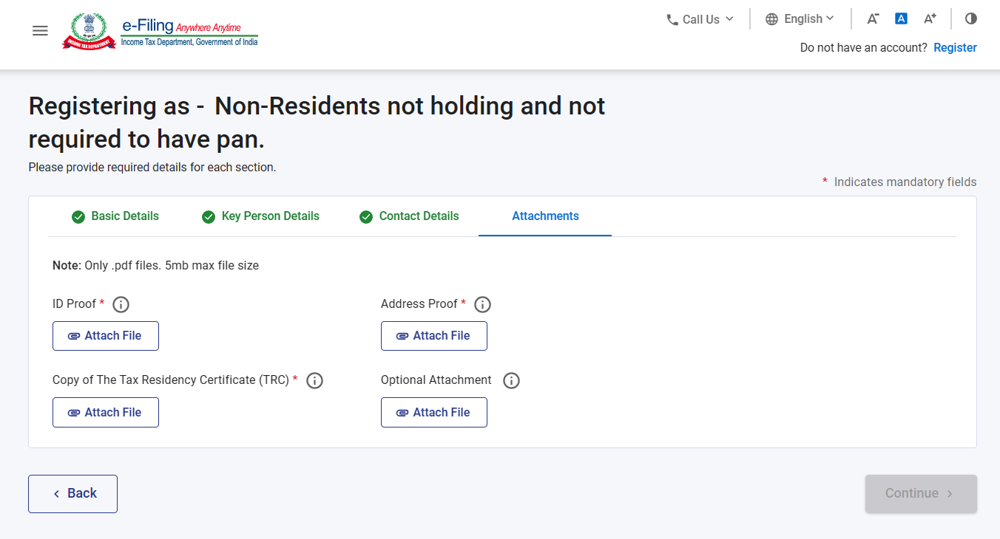 e-Filing Anywhere Anytime
Income Tax Department, Government of India
INCOME TAX DEPARTMENT
Call Us
English
A-
A
A+
Do not have an account? Register
Registering as - Non-Residents not holding and not
required to have pan.
Please provide required details for each section.
* Indicates mandatory fields
Basic Details
Key Person Details
Contact Details
Attachments
Note: Only .pdf files. 5mb max file size
ID Proof *
Address Proof *
Attach File
Attach File
Copy of The Tax Residency Certificate (TRC) *
Optional Attachment
Attach File
Attach File
Back
Continue